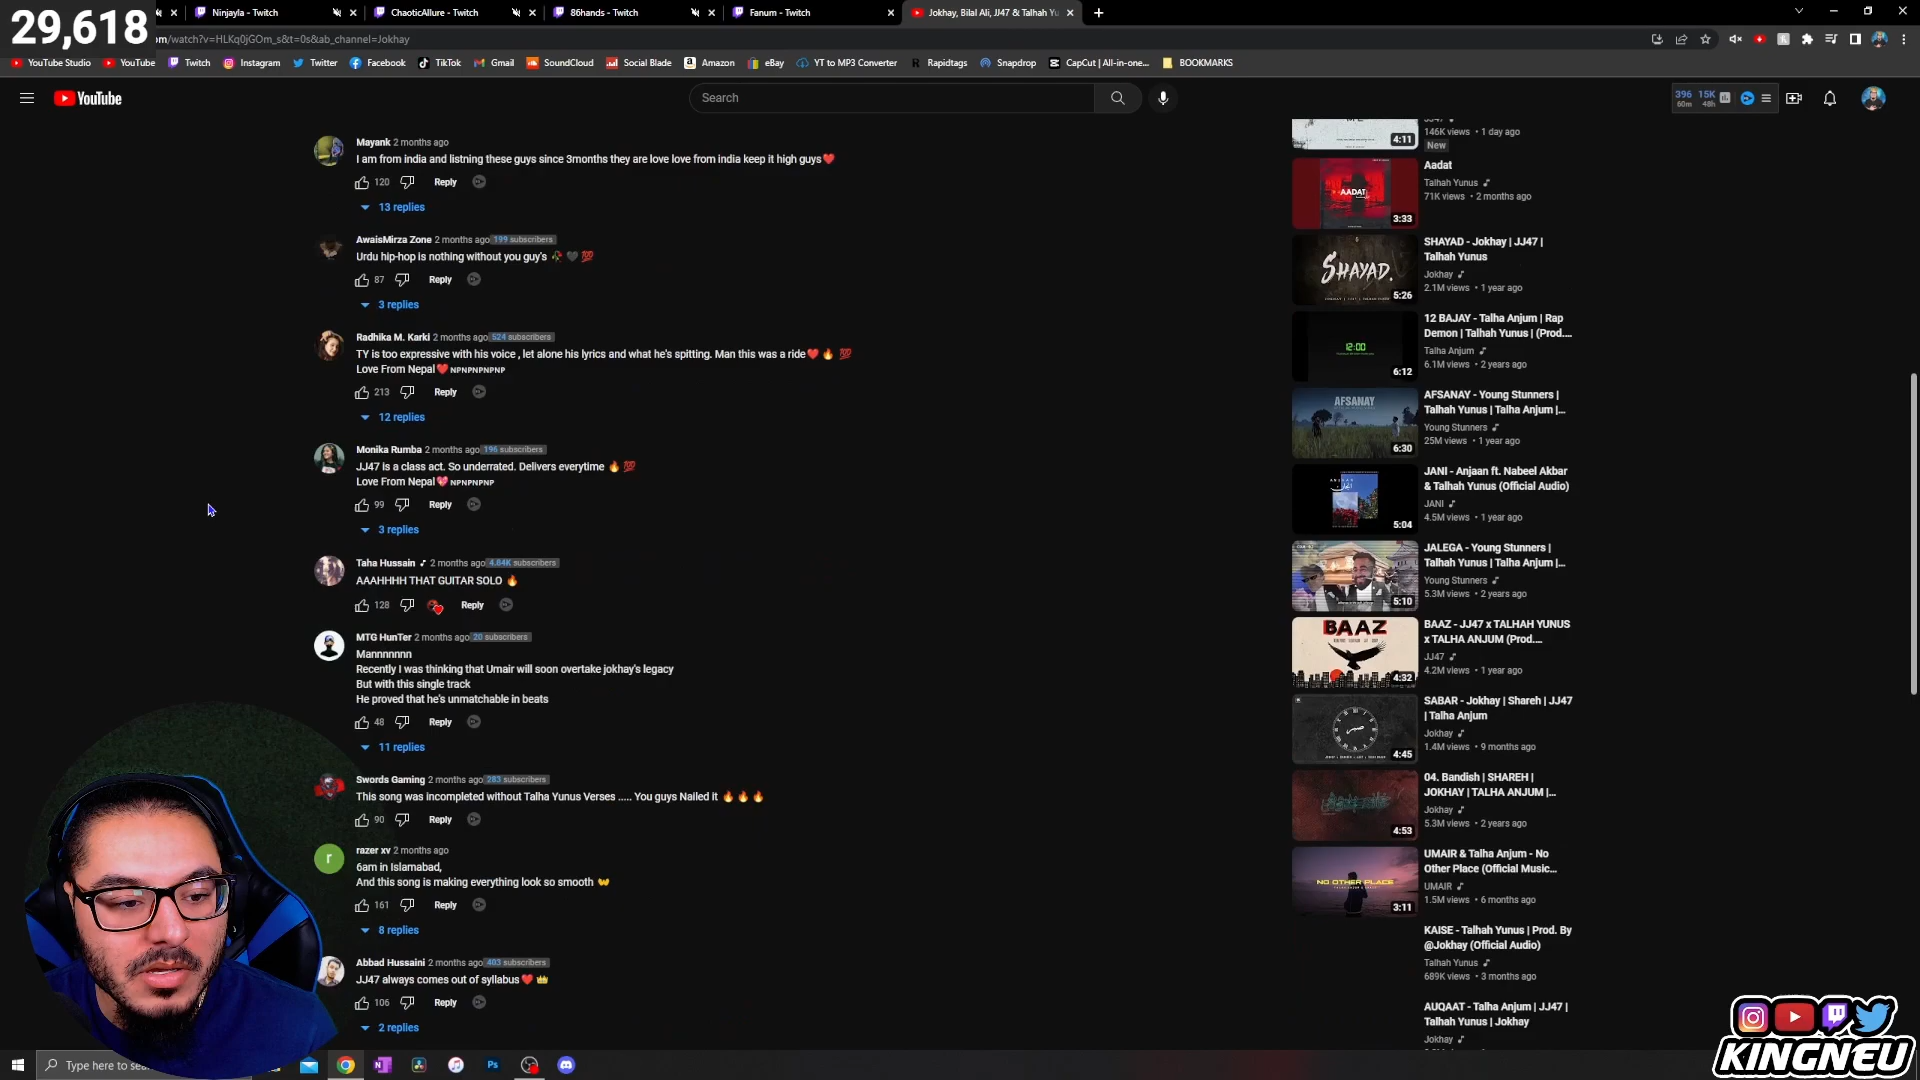 29,618
Ninjayla - Twitch
ChaoticAllure - Twitch
86hands - Twitch
Fanum - Twitch
Jokhay, Bilal Ali, JJ47 & Talhah Yu
om/watch?v=HLKq0jGOm_s&t=0s&ab_channel=Jokhay
YouTube Studio
YouTube
Twitch
Instagram
Twitter
Facebook
TikTok
Gmail
SoundCloud
Social Blade
Amazon
eBay
YT to MP3 Converter
Rapidtags
Snapdrop
CapCut | All-in-one...
BOOKMARKS
YouTube
Search
396 60m
15K 48h
Mayank 2 months ago
I am from india and listning these guys since 3months they are love love from india keep it high guys❤️
120 Reply
13 replies
AwaisMirza Zone 2 months ago 199 subscribers
Urdu hip-hop is nothing without you guy's 🥀 🖤 💯
87 Reply
3 replies
Radhika M. Karki 2 months ago 524 subscribers
TY is too expressive with his voice , let alone his lyrics and what he's spitting. Man this was a ride❤️ 🔥 💯
Love From Nepal❤️ NPNPNPNPNP
213 Reply
12 replies
Monika Rumba 2 months ago 196 subscribers
JJ47 is a class act. So underrated. Delivers everytime 🔥 💯
Love From Nepal💖 NPNPNPNP
99 Reply
3 replies
Taha Hussain 2 months ago 4.84K subscribers
AAAHHHH THAT GUITAR SOLO 🔥
128 Reply
MTG HunTer 2 months ago 20 subscribers
Mannnnnnn
Recently I was thinking that Umair will soon overtake jokhay's legacy
But with this single track
He proved that he's unmatchable in beats
48 Reply
11 replies
Swords Gaming 2 months ago 283 subscribers
This song was incompleted without Talha Yunus Verses ..... You guys Nailed it 🔥 🔥 🔥
90 Reply
r
razer xv 2 months ago
6am in Islamabad,
And this song is making everything look so smooth 👐
161 Reply
8 replies
Abbad Hussaini 2 months ago 403 subscribers
JJ47 always comes out of syllabus❤️ 👑
106 Reply
2 replies
4:11
146K views • 1 day ago
New
AADAT
3:33
Aadat
Talhah Yunus
71K views • 2 months ago
SHAYAD.
5:26
SHAYAD - Jokhay | JJ47 |
Talhah Yunus
Jokhay
2.1M views • 1 year ago
12:00
6:12
12 BAJAY - Talha Anjum | Rap
Demon | Talhah Yunus | (Prod....
Talha Anjum
6.1M views • 2 years ago
AFSANAY
6:30
AFSANAY - Young Stunners |
Talhah Yunus | Talha Anjum |...
Young Stunners
25M views • 1 year ago
5:04
JANI - Anjaan ft. Nabeel Akbar
& Talhah Yunus (Official Audio)
JANI
4.5M views • 1 year ago
5:10
JALEGA - Young Stunners |
Talhah Yunus | Talha Anjum |...
Young Stunners
5.3M views • 2 years ago
BAAZ
4:32
BAAZ - JJ47 x TALHAH YUNUS
x TALHA ANJUM (Prod....
JJ47
4.2M views • 1 year ago
4:45
SABAR - Jokhay | Shareh | JJ47
| Talha Anjum
Jokhay
1.4M views • 9 months ago
4:53
04. Bandish | SHAREH |
JOKHAY | TALHA ANJUM |...
Jokhay
5.3M views • 2 years ago
NO OTHER PLACE
3:11
UMAIR & Talha Anjum - No
Other Place (Official Music...
UMAIR
1.5M views • 6 months ago
KAISE - Talhah Yunus | Prod. By
@Jokhay (Official Audio)
Talhah Yunus
689K views • 3 months ago
AUQAAT - Talha Anjum | JJ47 |
Talhah Yunus | Jokhay
Jokhay
KINGNEU
Type here to sea
Ps